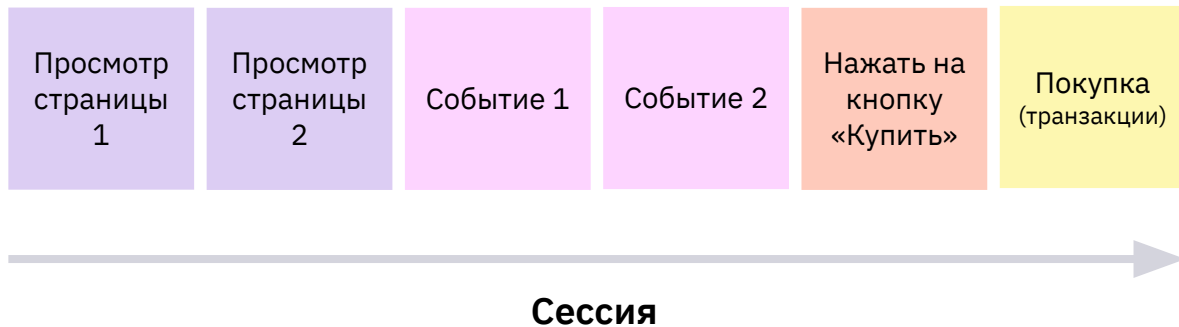 Просмотр
страницы
1
Просмотр
страницы
2
Событие 1
Событие 2
Нажать на
кнопку
«Купить»
Покупка
(транзакции)
Сессия